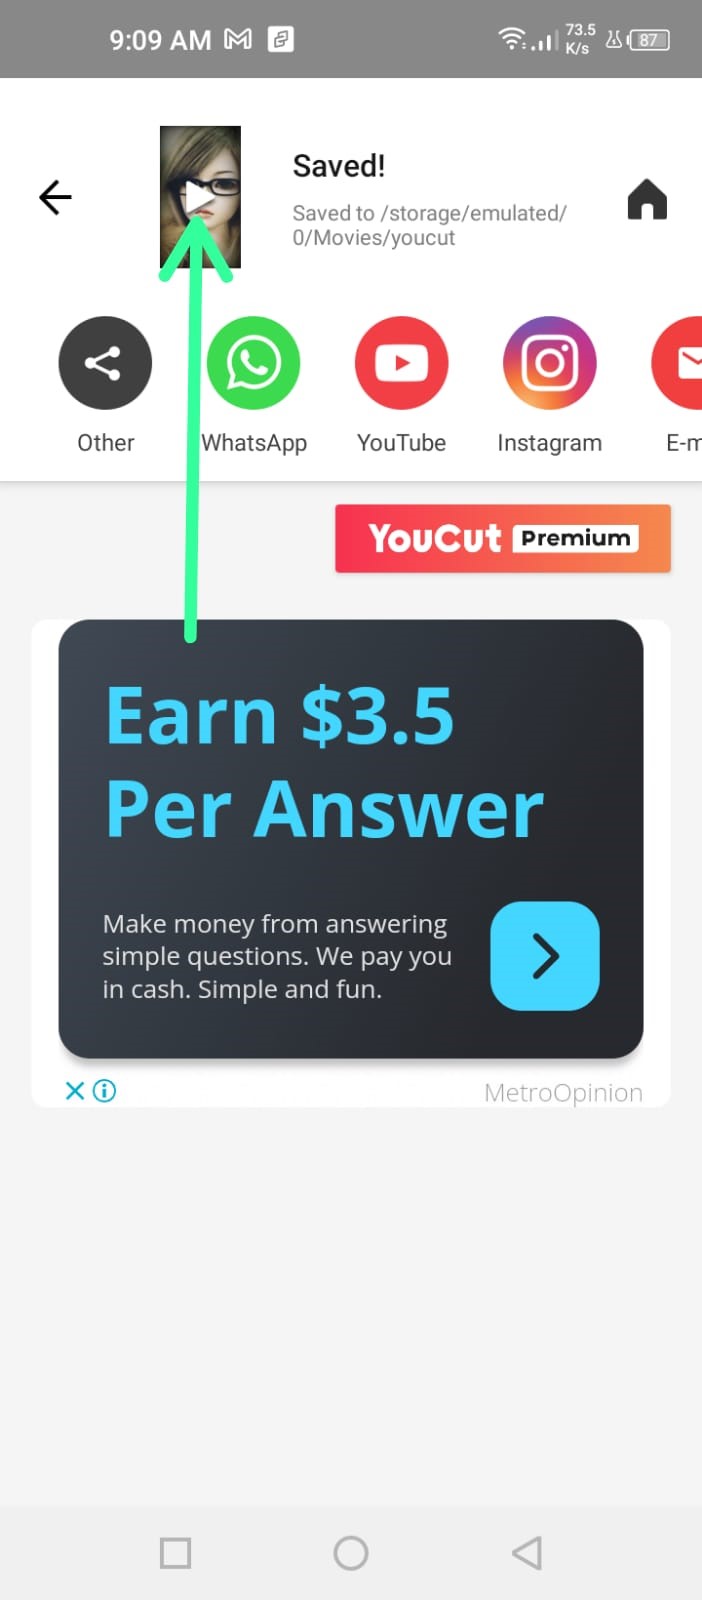 9:09 AM
73.5
K/s
87
Saved!
Saved to /storage/emulated/
0/Movies/youcut
Other
WhatsApp
YouTube
Instagram
E-m
YouCut Premium
Earn $3.5
Per Answer
Make money from answering
simple questions. We pay you
in cash. Simple and fun.
MetroOpinion